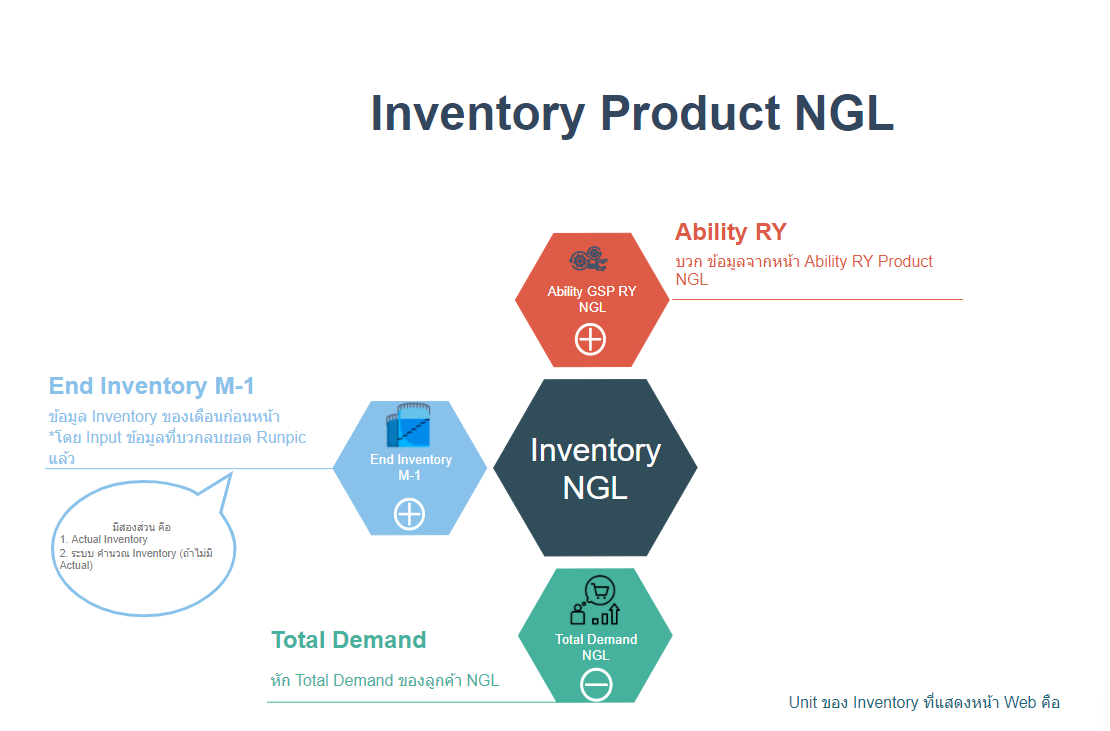 Inventory Product NGL
Ability RY
บวก ข้อมูลจากหน้า Ability RY Product
NGL
Ability GSP RY
NGL
End Inventory M-1
ข้อมูล Inventory ของเดือนก่อนหน้า
*โดย Input ข้อมูลที่บวกลบยอด Runpic
แล้ว
End Inventory
M-1
Inventory
NGL
มีสองส่วน คือ
1. Actual Inventory
2. ระบบ คำนวณ Inventory (ถ้าไม่มี
Actual)
Total Demand
หัก Total Demand ของลูกค้า NGL
Total Demand
NGL
Unit ของ Inventory ที่แสดงหน้า Web คือ